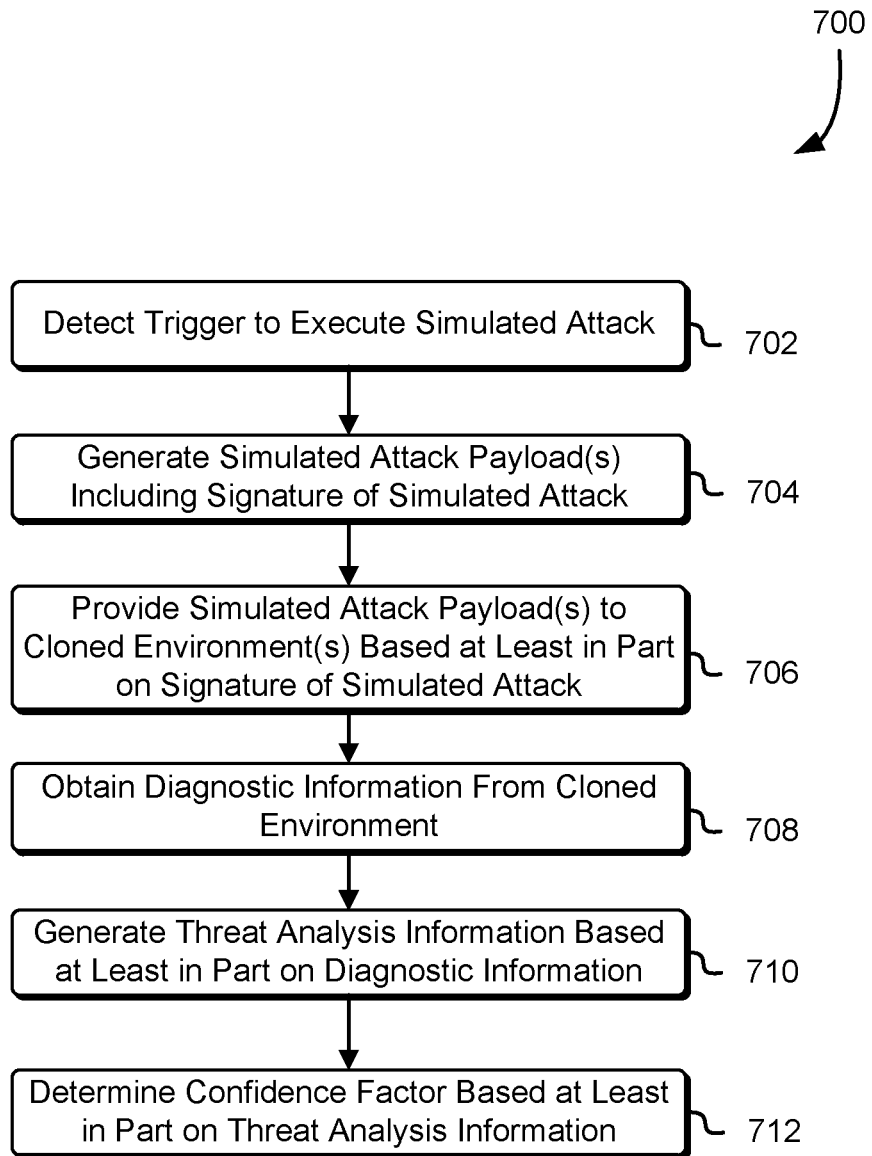 700
Detect Trigger to Execute Simulated Attack
702
Generate Simulated Attack Payload(s)
Including Signature of Simulated Attack
704
Provide Simulated Attack Payload(s) to
Cloned Environment(s) Based at Least in Part
on Signature of Simulated Attack
706
Obtain Diagnostic Information From Cloned
Environment
708
Generate Threat Analysis Information Based
at Least in Part on Diagnostic Information
710
Determine Confidence Factor Based at Least
in Part on Threat Analysis Information
712